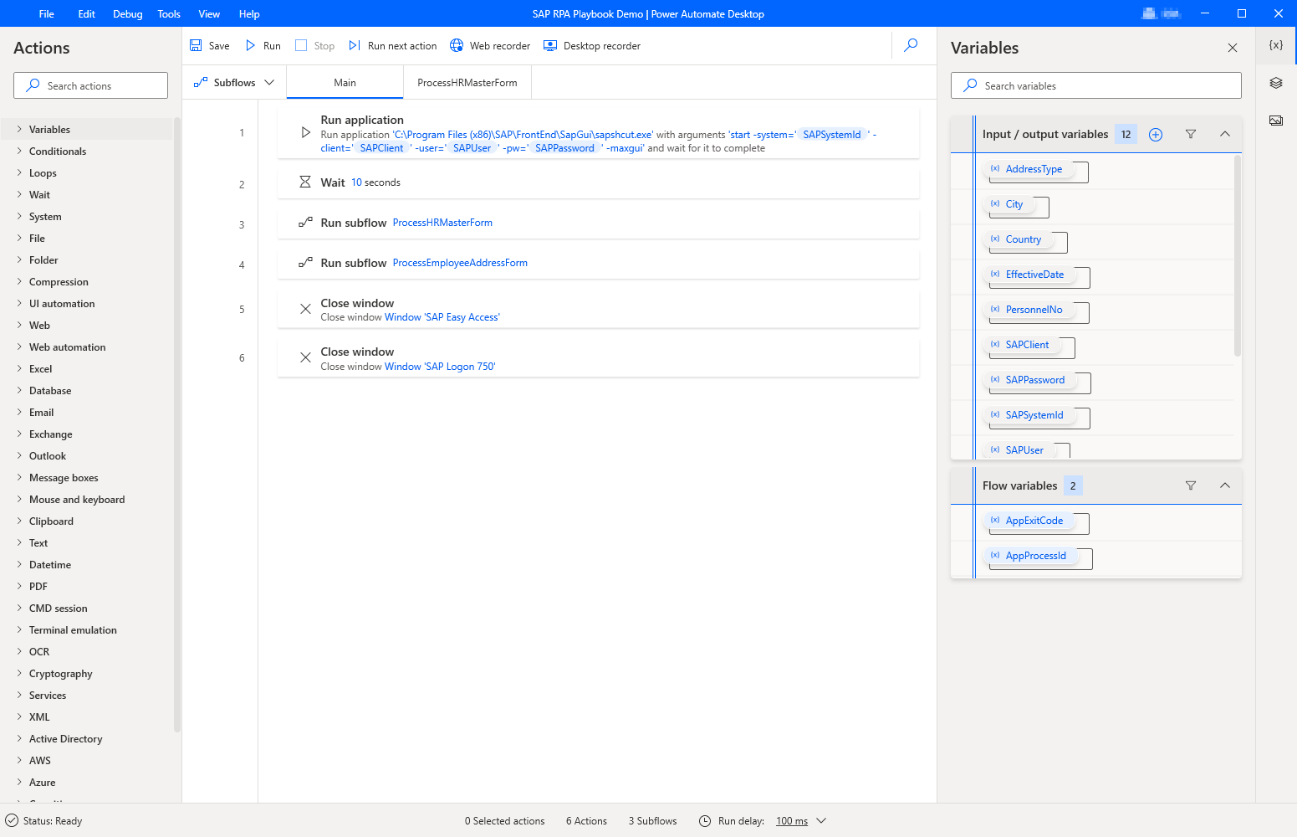 File Edit Debug Tools View Help
SAP RPA Playbook Demo | Power Automate Desktop
Actions
Search actions
Variables
Conditionals
Loops
Wait
System
File
Folder
Compression
UI automation
Web
Web automation
Excel
Database
Email
Exchange
Outlook
Message boxes
Mouse and keyboard
Clipboard
Text
Datetime
PDF
CMD session
Terminal emulation
OCR
Cryptography
Services
XML
Active Directory
AWS
Azure
Save Run Stop Run next action Web recorder Desktop recorder
Subflows Main ProcessHRMasterForm
1
Run application
Run application 'C:\Program Files (x86)\SAP\FrontEnd\SapGui\sapshcut.exe' with arguments 'start -system=' SAPSystemId ' -
client=' SAPClient ' -user=' SAPUser ' -pw=' SAPPassword ' -maxgui' and wait for it to complete
2
Wait 10 seconds
3
Run subflow ProcessHRMasterForm
4
Run subflow ProcessEmployeeAddressForm
5
Close window
Close window Window 'SAP Easy Access'
6
Close window
Close window Window 'SAP Logon 750'
Variables
{x}
Search variables
Input / output variables 12
(x) AddressType
(x) City
(x) Country
(x) EffectiveDate
(x) PersonnelNo
(x) SAPClient
(x) SAPPassword
(x) SAPSystemId
(x) SAPUser
Flow variables 2
(x) AppExitCode
(x) AppProcessId
Status: Ready
0 Selected actions 6 Actions 3 Subflows Run delay: 100 ms